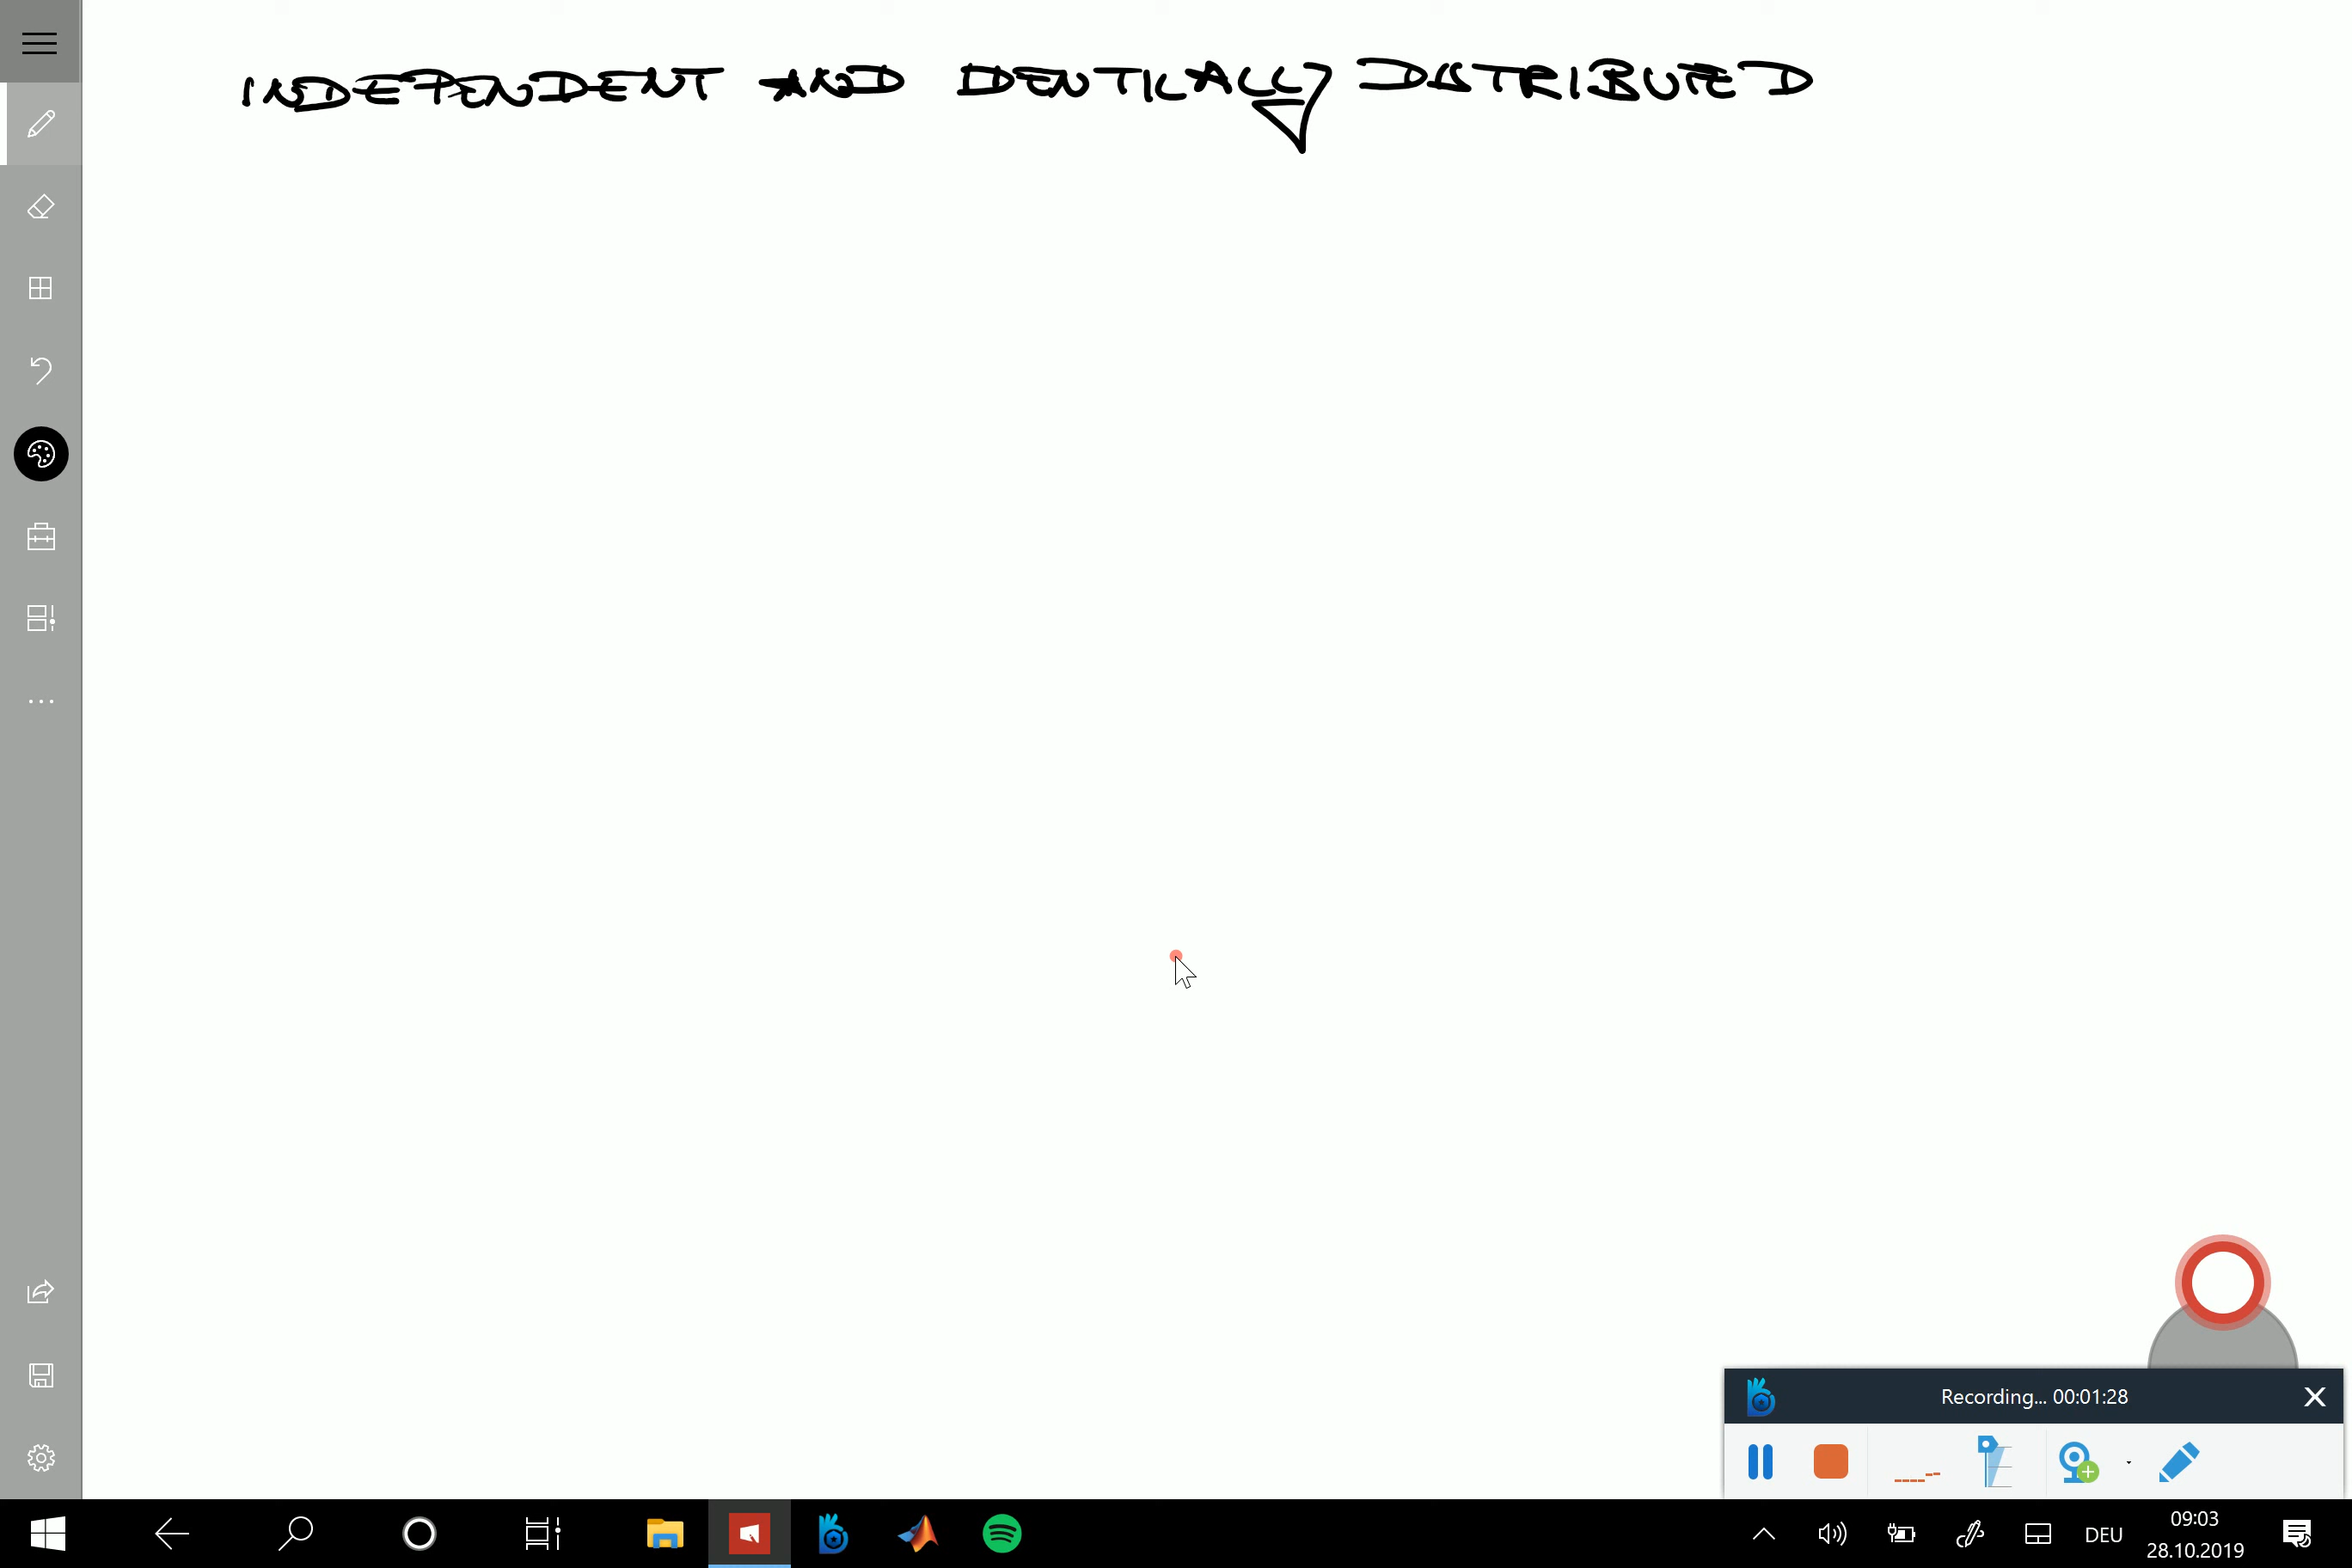 INDEPENDENT AND IDENTICALLY DISTRIBUTED
Recording... 00:01:28
DEU
09:03
28.10.2019